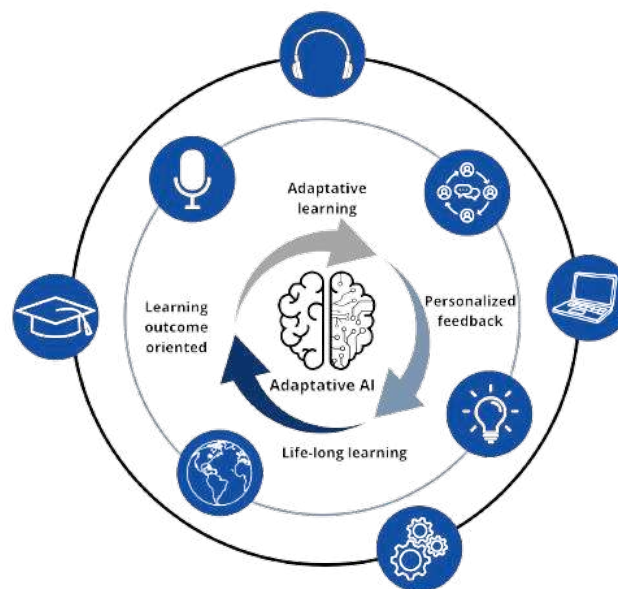 Adaptative
learning
Personalized
feedback
Learning
outcome
oriented
Adaptative AI
Life-long learning